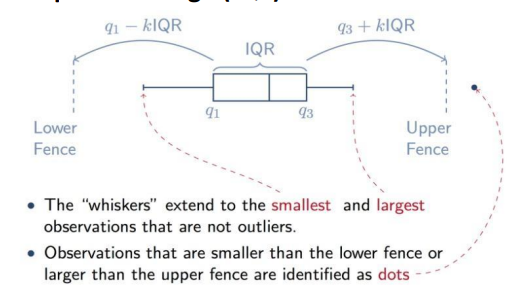 q₁ − kIQR
q₃ + kIQR
IQR
q₁
q₃
Lower
Fence
Upper
Fence
• The “whiskers” extend to the smallest and largest
observations that are not outliers.
• Observations that are smaller than the lower fence or
larger than the upper fence are identified as dots